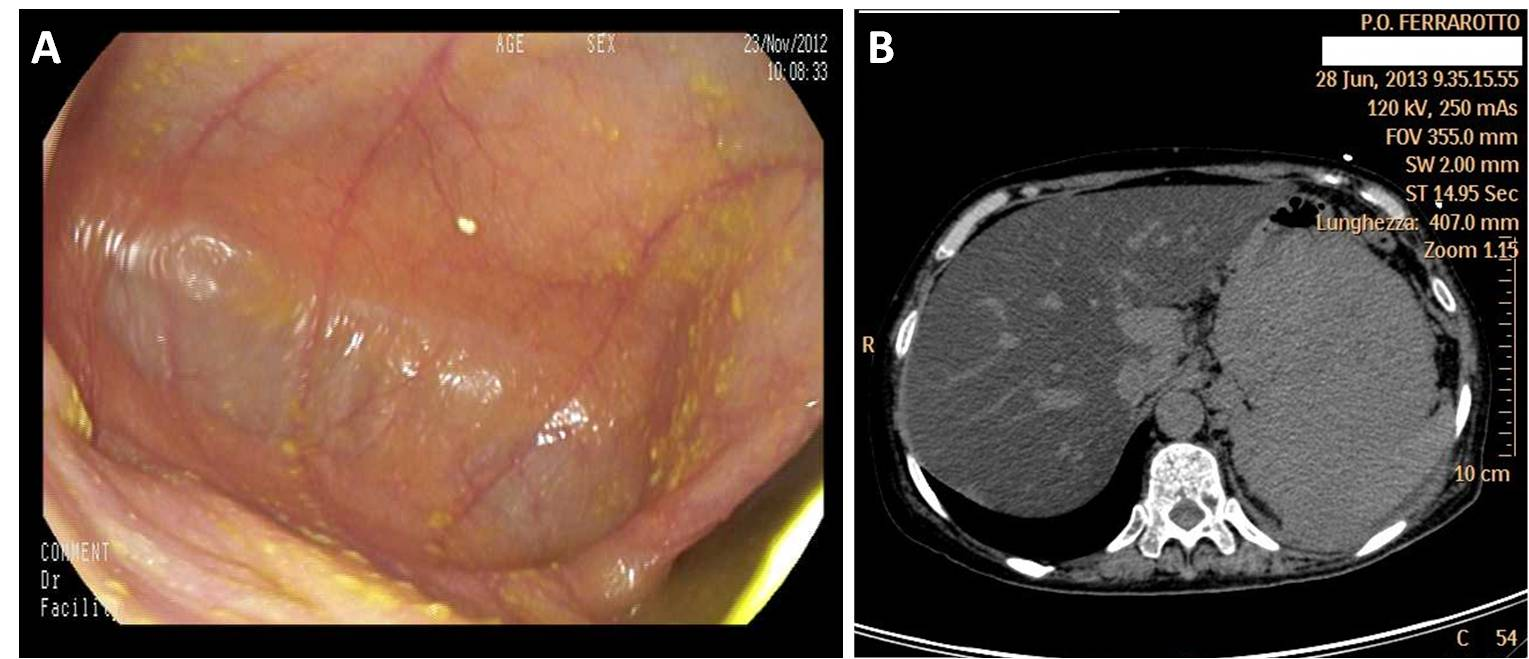 A
AGE SEX 23/Nov/2012
10:08:33
COMMENT
Dr
B
P.O. FERRAROTTO
28 Jun, 2013 9.35.15.55
120 kV, 250 mAs
FOV 355.0 mm
SW 2.00 mm
ST 14.95 Sec
Lunghezza: 407.0 mm
Zoom 1.15
R
10 cm
C 54